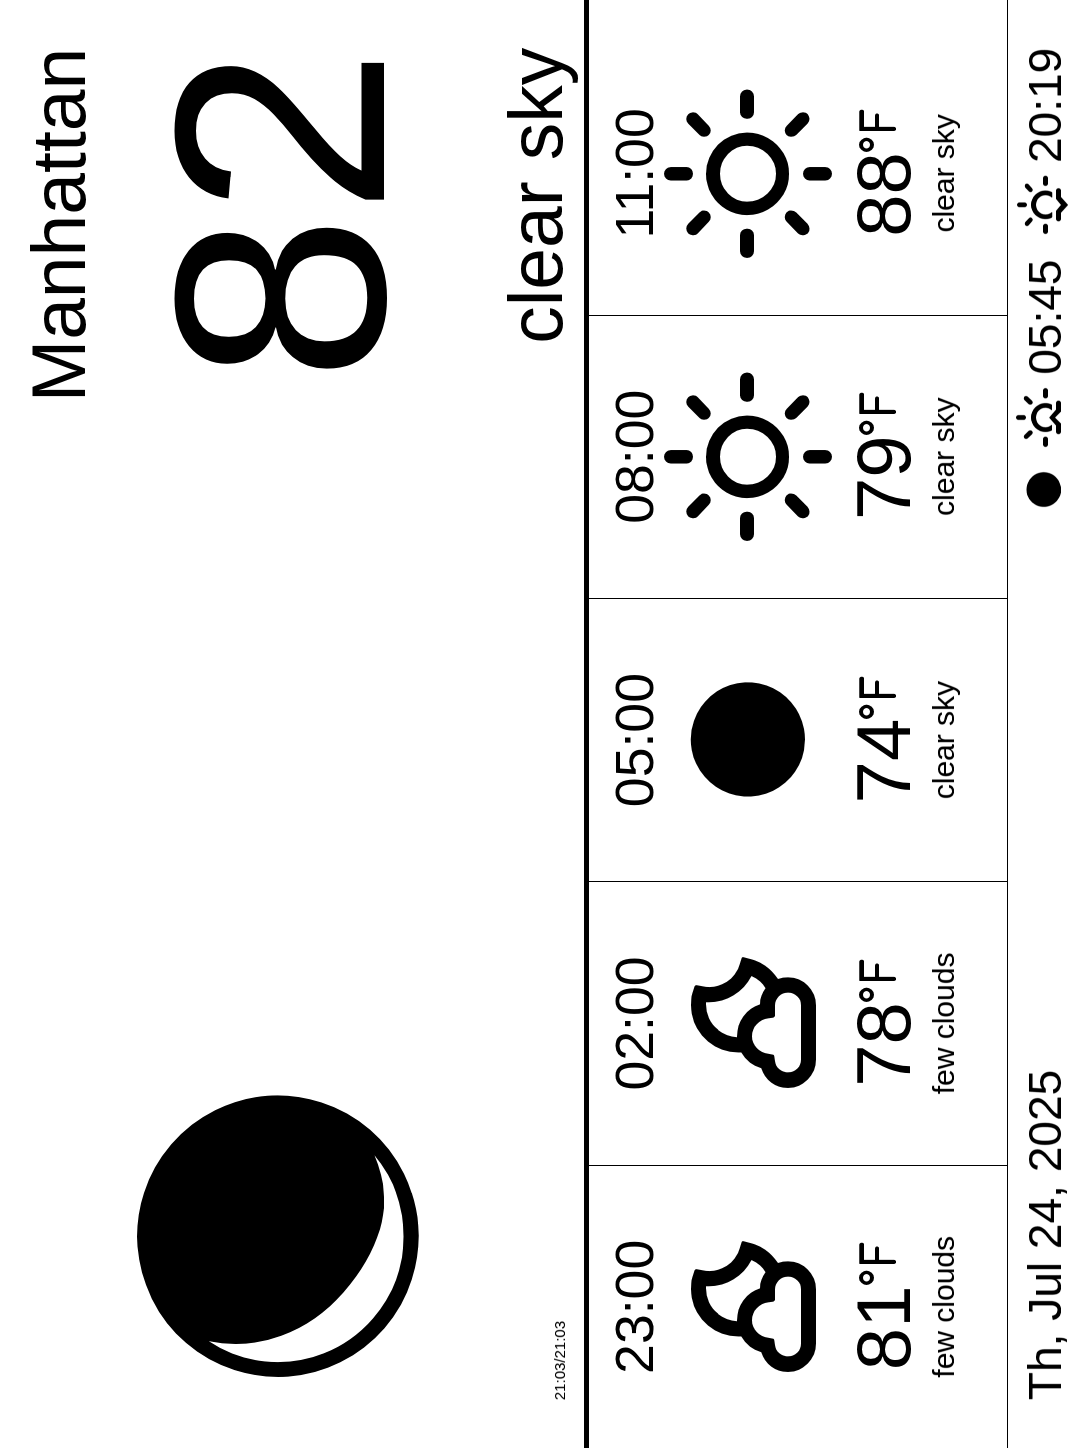 Manhattan
82
21:03/21:03
clear sky
23:00
02:00
05:00
08:00
11:00
81°F
78°F
74°F
79°F
88°F
few clouds
few clouds
clear sky
clear sky
clear sky
Th, Jul 24, 2025
05:45
20:19